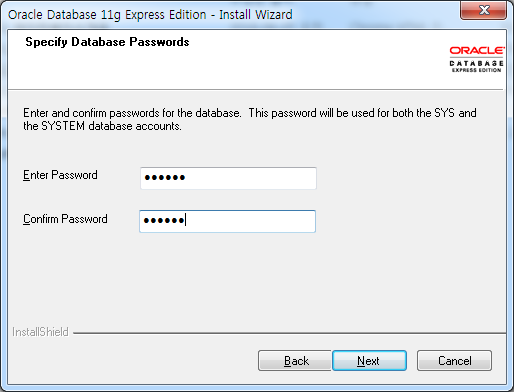 Oracle Database 11g Express Edition - Install Wizard
Specify Database Passwords
ORACLE
DATABASE
EXPRESS EDITION
Enter and confirm passwords for the database.  This password will be used for both the SYS and
the SYSTEM database accounts.
Enter Password
••••••
Confirm Password
••••••
InstallShield
Back
Next
Cancel